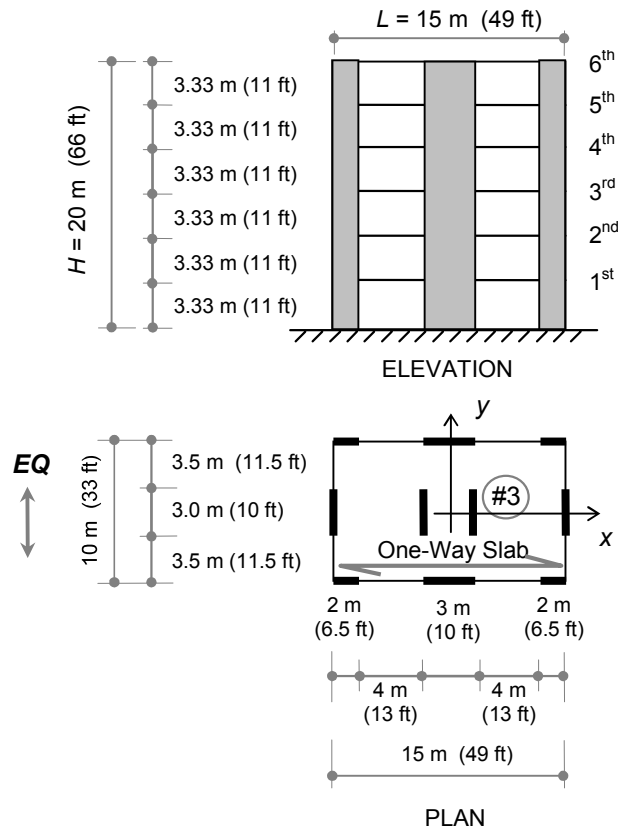 L = 15 m (49 ft)
H = 20 m (66 ft)
3.33 m (11 ft)
3.33 m (11 ft)
3.33 m (11 ft)
3.33 m (11 ft)
3.33 m (11 ft)
3.33 m (11 ft)
6th
5th
4th
3rd
2nd
1st
ELEVATION
EQ
10 m (33 ft)
3.5 m (11.5 ft)
3.0 m (10 ft)
3.5 m (11.5 ft)
y
#3
x
One-Way Slab
2 m
(6.5 ft)
3 m
(10 ft)
2 m
(6.5 ft)
4 m
(13 ft)
4 m
(13 ft)
15 m (49 ft)
PLAN